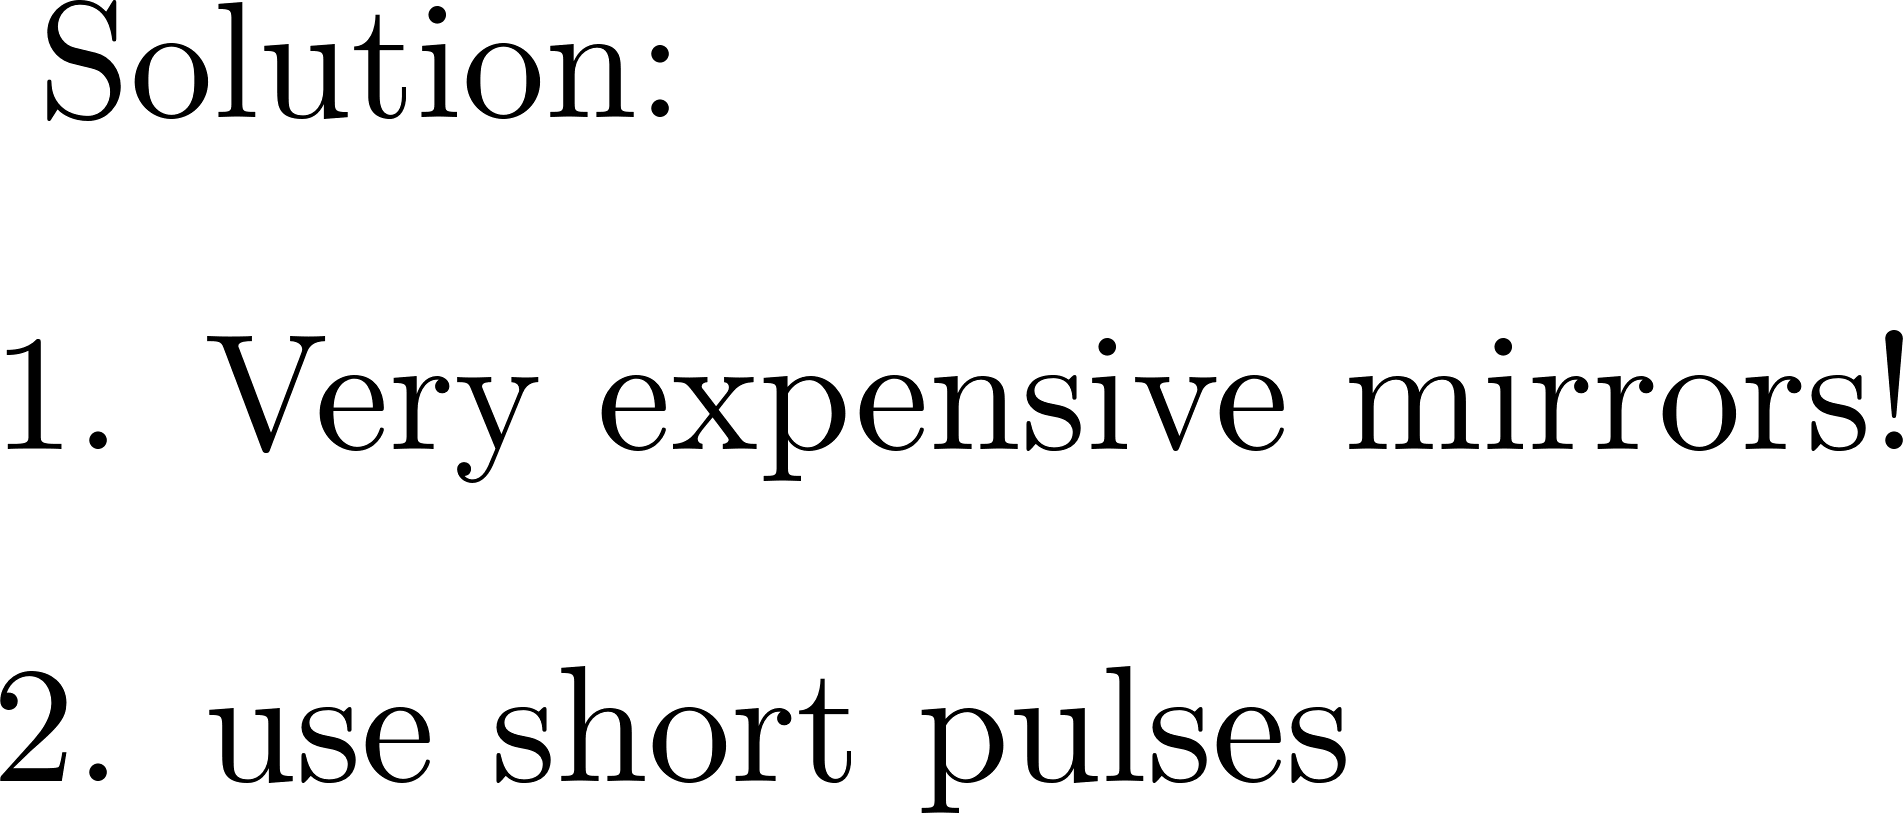 Solution:
1. Very expensive mirrors!
2. use short pulses